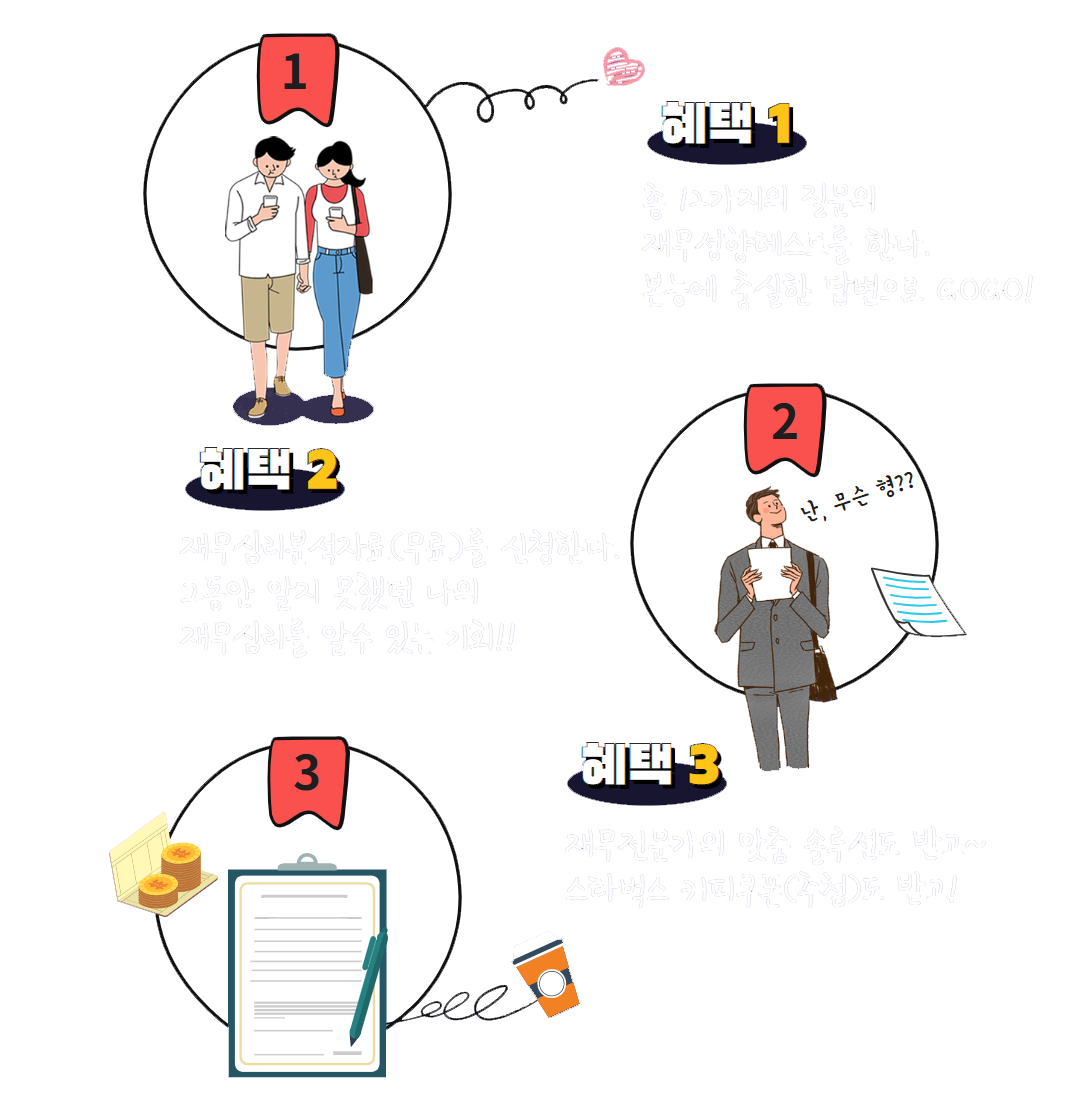 1
혜택 1
총 12가지의 질문의
재무성향테스트를 한다.
본능에 충실한 답변으로 GOGO!
2
난, 무슨 형??
혜택 2
재무심리분석자료(무료)를 신청한다.
그동안 알지 못했던 나의
재무심리를 알수 있는 기회!!
3
혜택 3
재무전문가의 맞춤 솔루션도 받고~
스타벅스 커피쿠폰(추첨)도 받고!